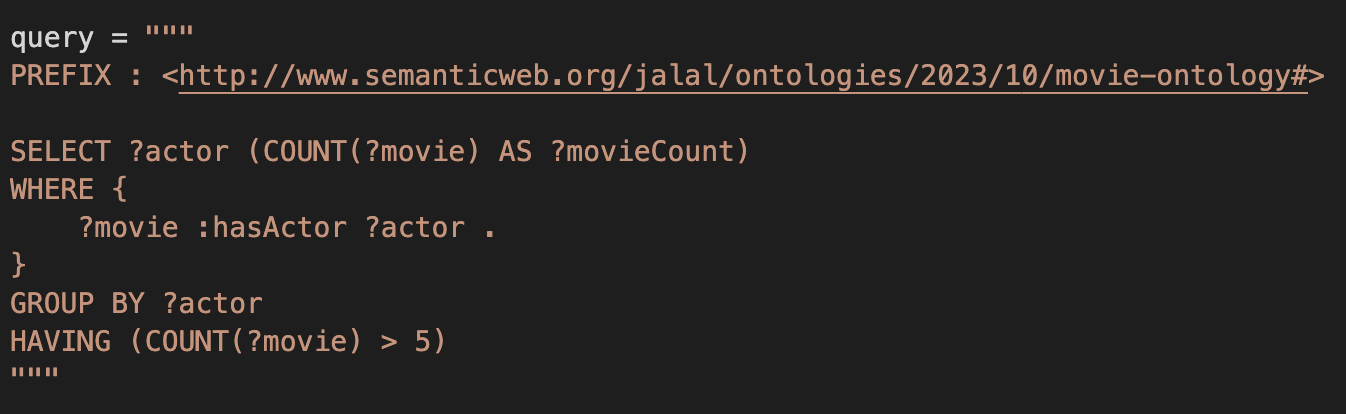 query = """
PREFIX : <http://www.semanticweb.org/jalal/ontologies/2023/10/movie-ontology#>
SELECT ?actor (COUNT(?movie) AS ?movieCount)
WHERE {
    ?movie :hasActor ?actor .
}
GROUP BY ?actor
HAVING (COUNT(?movie) > 5)
"""